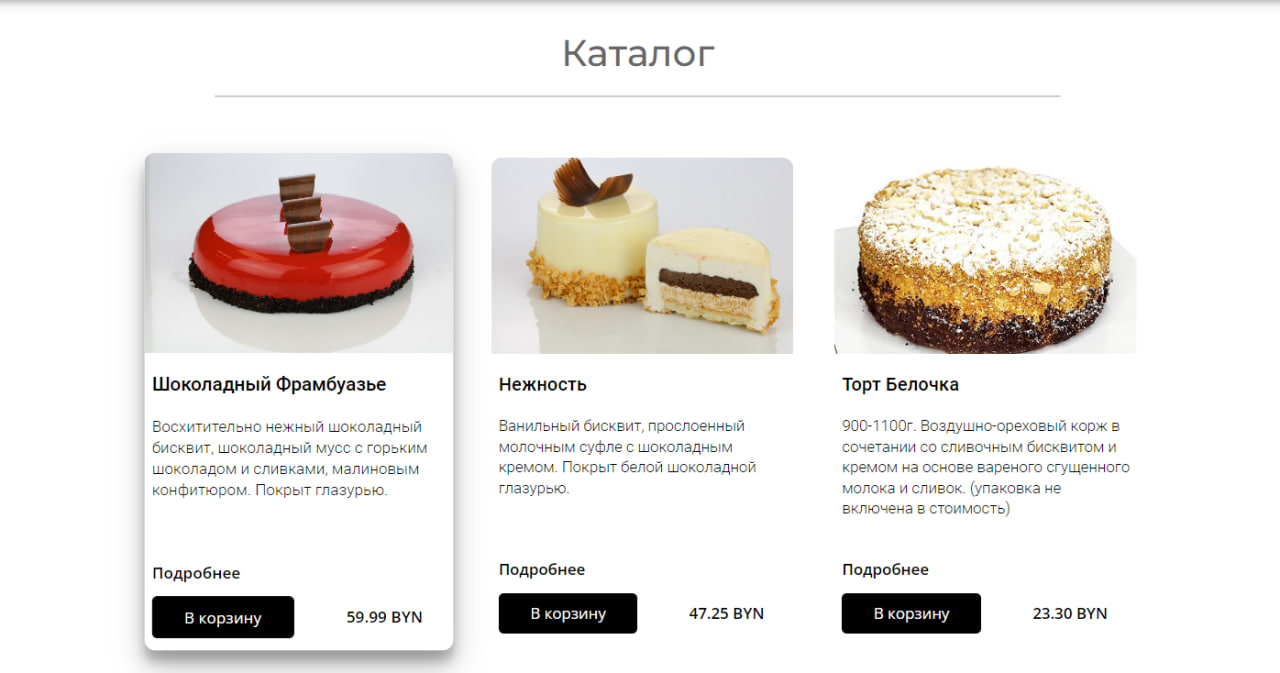 Каталог
Шоколадный Фрамбуазье
Восхитительно нежный шоколадный
бисквит, шоколадный мусс с горьким
шоколадом и сливками, малиновым
конфитюром. Покрыт глазурью.
Подробнее
В корзину
59.99 BYN
Нежность
Ванильный бисквит, прослоенный
молочным суфле с шоколадным
кремом. Покрыт белой шоколадной
глазурью.
Подробнее
В корзину
47.25 BYN
Торт Белочка
900-1100г. Воздушно-ореховый корж в
сочетании со сливочным бисквитом и
кремом на основе вареного сгущенного
молока и сливок. (упаковка не
включена в стоимость)
Подробнее
В корзину
23.30 BYN